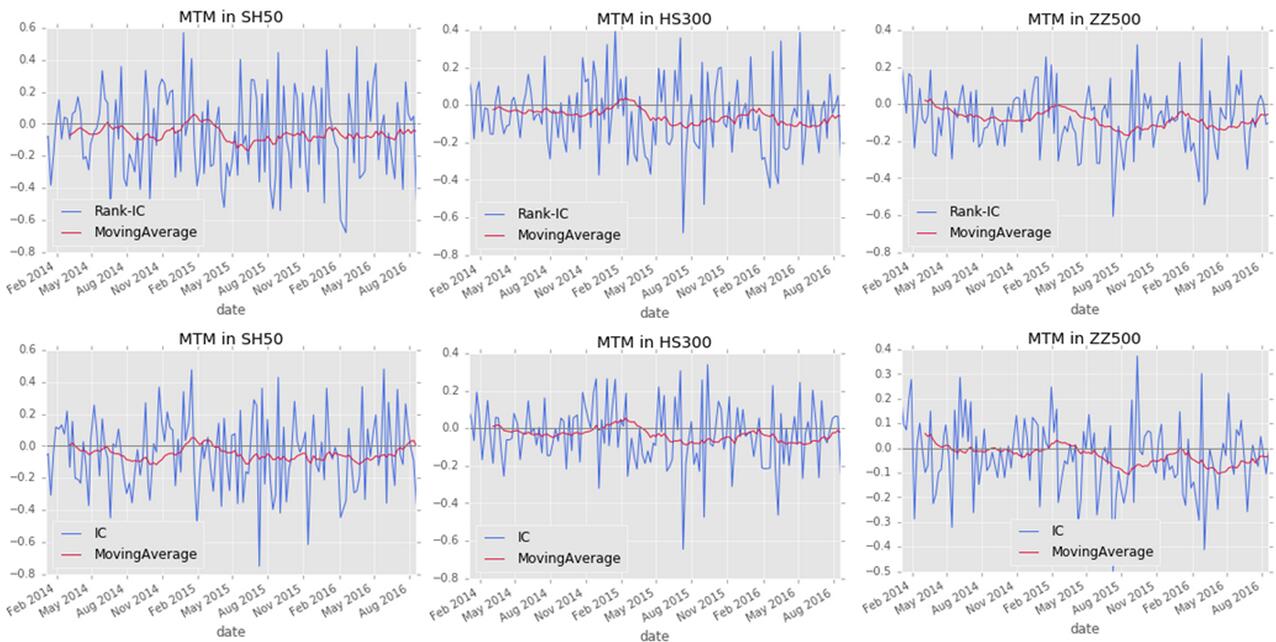 MTM in SH50
0.6
0.4
0.2
0.0
−0.2
−0.4
−0.6
−0.8
Rank-IC
MovingAverage
Feb 2014
May 2014
Aug 2014
Nov 2014
Feb 2015
May 2015
Aug 2015
Nov 2015
Feb 2016
May 2016
Aug 2016
date
MTM in HS300
0.4
0.2
0.0
−0.2
−0.4
−0.6
−0.8
Rank-IC
MovingAverage
Feb 2014
May 2014
Aug 2014
Nov 2014
Feb 2015
May 2015
Aug 2015
Nov 2015
Feb 2016
May 2016
Aug 2016
date
MTM in ZZ500
0.4
0.2
0.0
−0.2
−0.4
−0.6
−0.8
Rank-IC
MovingAverage
Feb 2014
May 2014
Aug 2014
Nov 2014
Feb 2015
May 2015
Aug 2015
Nov 2015
Feb 2016
May 2016
Aug 2016
date
MTM in SH50
0.6
0.4
0.2
0.0
−0.2
−0.4
−0.6
−0.8
IC
MovingAverage
Feb 2014
May 2014
Aug 2014
Nov 2014
Feb 2015
May 2015
Aug 2015
Nov 2015
Feb 2016
May 2016
Aug 2016
date
MTM in HS300
0.4
0.2
0.0
−0.2
−0.4
−0.6
−0.8
IC
MovingAverage
Feb 2014
May 2014
Aug 2014
Nov 2014
Feb 2015
May 2015
Aug 2015
Nov 2015
Feb 2016
May 2016
Aug 2016
date
MTM in ZZ500
0.4
0.3
0.2
0.1
0.0
−0.1
−0.2
−0.3
−0.4
−0.5
IC
MovingAverage
Feb 2014
May 2014
Aug 2014
Nov 2014
Feb 2015
May 2015
Aug 2015
Nov 2015
Feb 2016
May 2016
Aug 2016
date